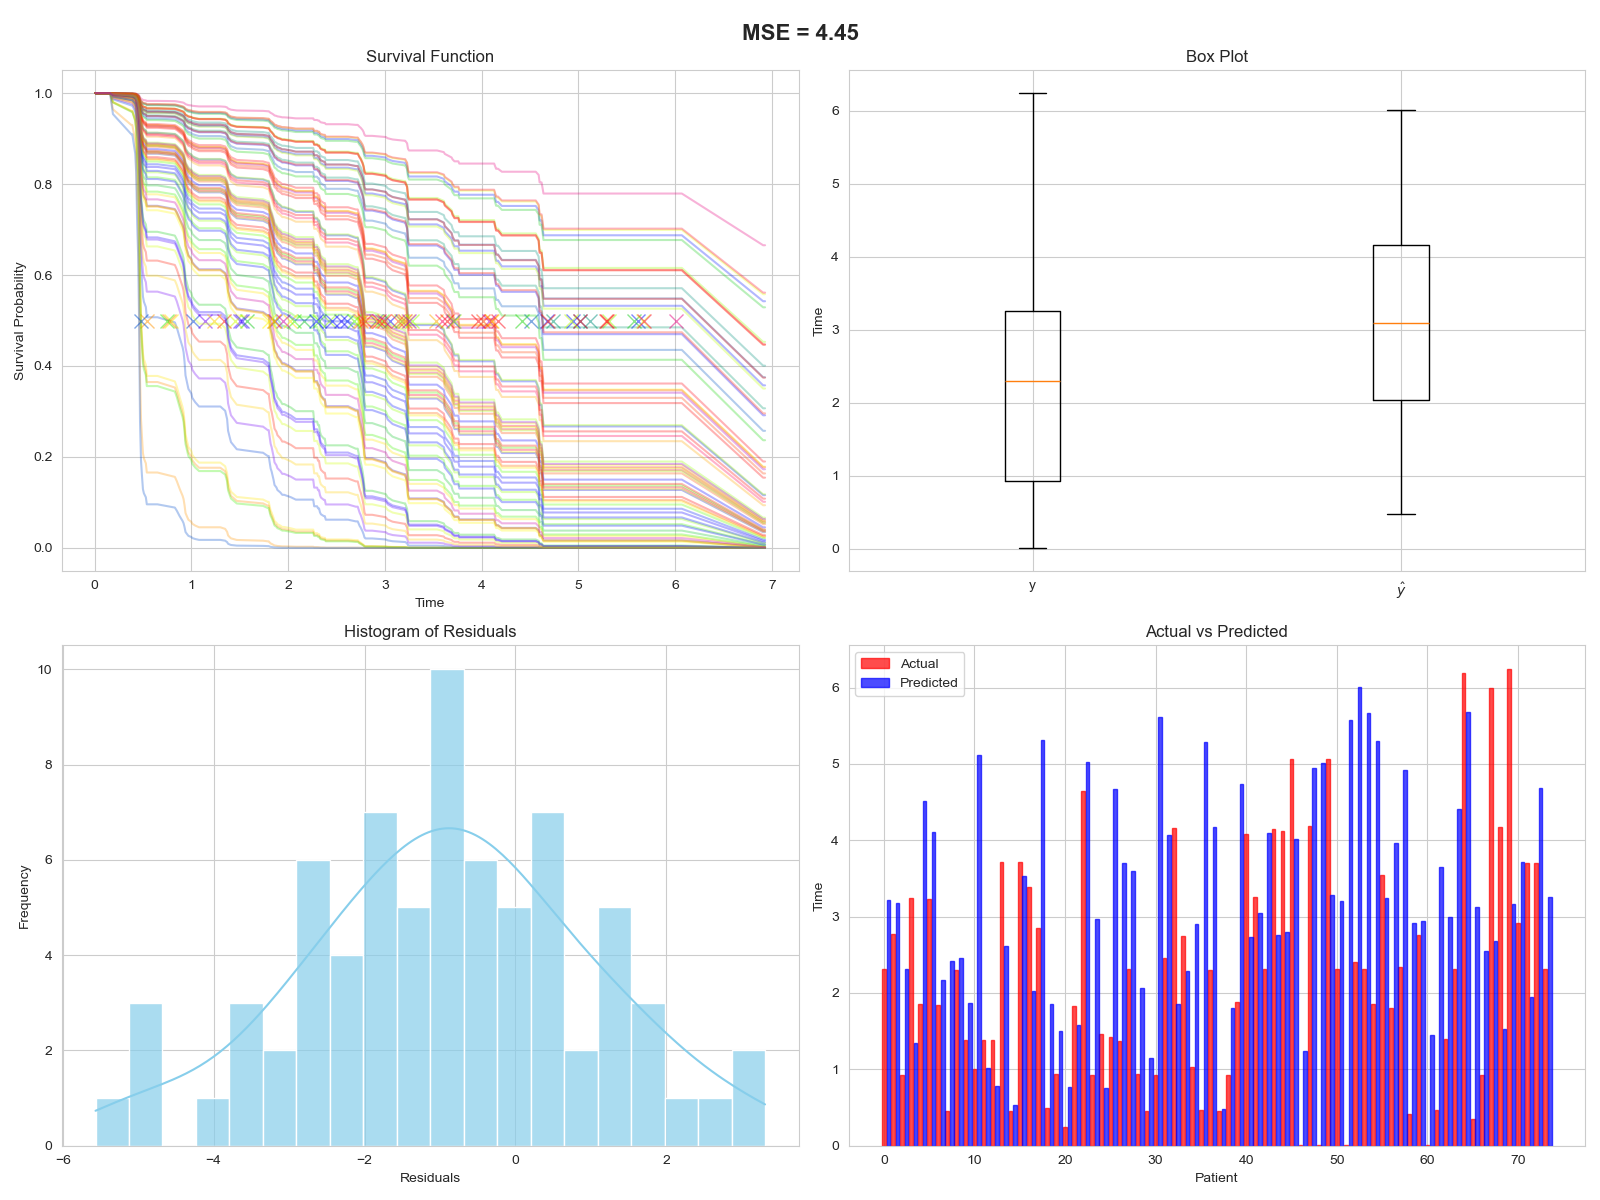 MSE = 4.45
Survival Function
Survival Probability
1.0
0.8
0.6
0.4
0.2
0.0
0 1 2 3 4 5 6 7
Time
Box Plot
Time
6
5
4
3
2
1
0
y ŷ
Histogram of Residuals
Frequency
10
8
6
4
2
0
−6 −4 −2 0 2
Residuals
Actual vs Predicted
Actual
Predicted
Time
6
5
4
3
2
1
0
0 10 20 30 40 50 60 70
Patient